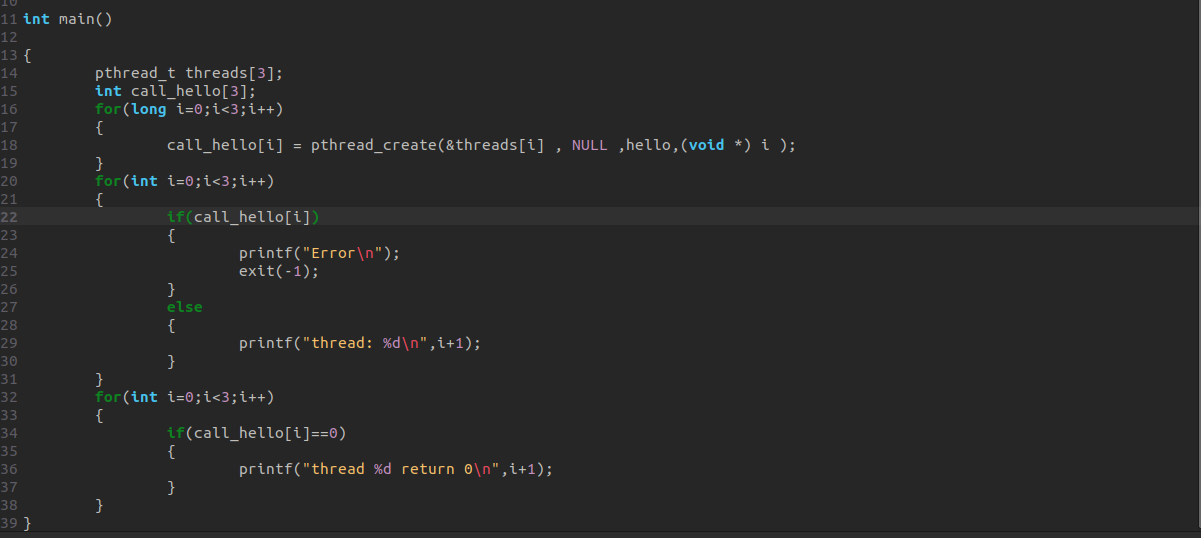 10
11 int main()
12
13 {
14 pthread_t threads[3];
15 int call_hello[3];
16 for(long i=0;i<3;i++)
17 {
18 call_hello[i] = pthread_create(&threads[i] , NULL ,hello,(void *) i );
19 }
20 for(int i=0;i<3;i++)
21 {
22 if(call_hello[i])
23 {
24 printf("Error\n");
25 exit(-1);
26 }
27 else
28 {
29 printf("thread: %d\n",i+1);
30 }
31 }
32 for(int i=0;i<3;i++)
33 {
34 if(call_hello[i]==0)
35 {
36 printf("thread %d return 0\n",i+1);
37 }
38 }
39 }